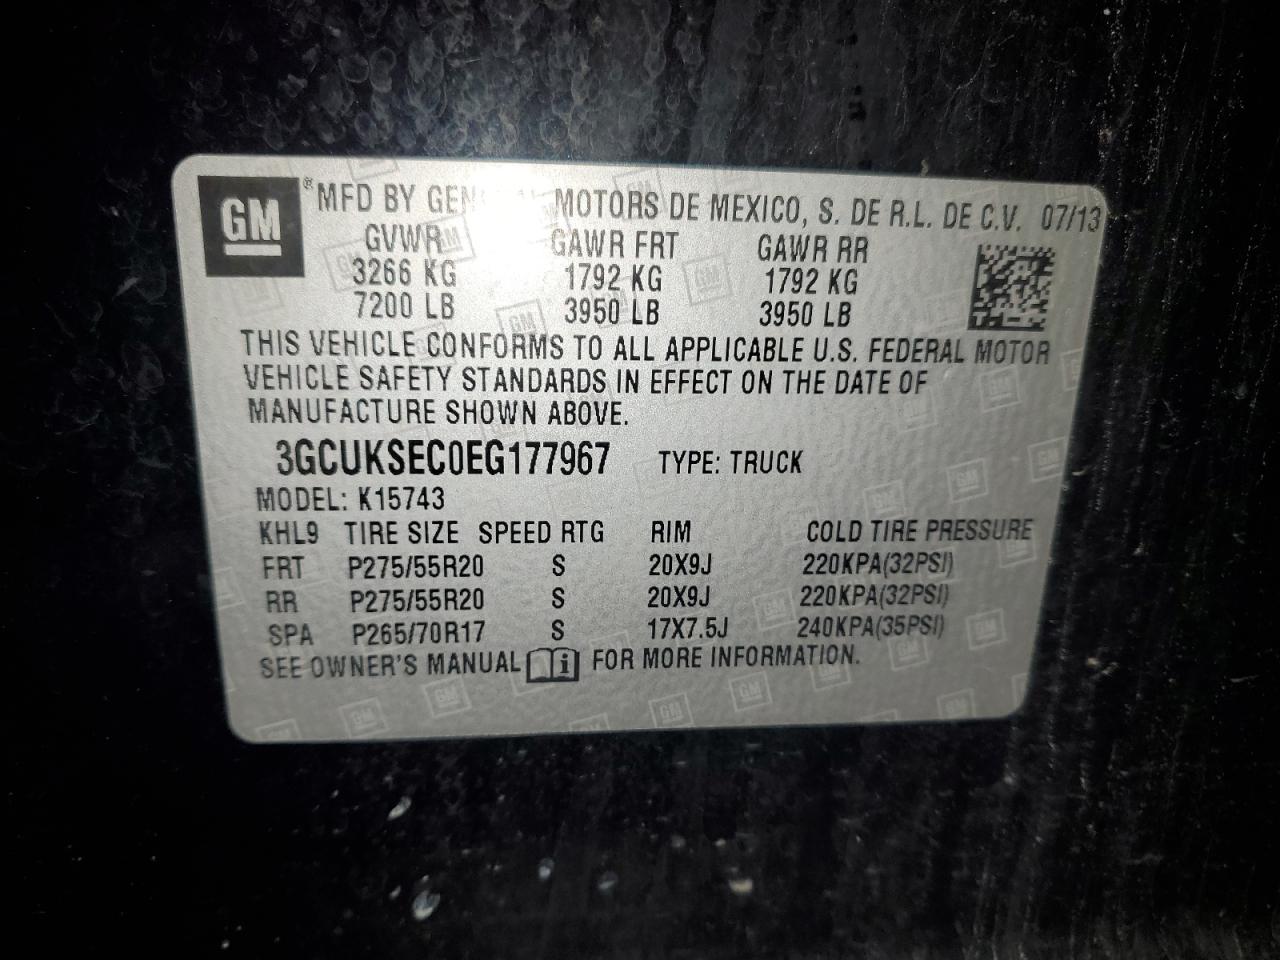 GM® MFD BY GENERAL MOTORS DE MEXICO, S. DE R.L. DE C.V. 07/13
GVWR GAWR FRT GAWR RR
3266 KG 1792 KG 1792 KG
7200 LB 3950 LB 3950 LB
THIS VEHICLE CONFORMS TO ALL APPLICABLE U.S. FEDERAL MOTOR
VEHICLE SAFETY STANDARDS IN EFFECT ON THE DATE OF
MANUFACTURE SHOWN ABOVE.
3GCUKSEC0EG177967 TYPE: TRUCK
MODEL: K15743
KHL9 TIRE SIZE SPEED RTG RIM COLD TIRE PRESSURE
FRT P275/55R20 S 20X9J 220KPA(32PSI)
RR P275/55R20 S 20X9J 220KPA(32PSI)
SPA P265/70R17 S 17X7.5J 240KPA(35PSI)
SEE OWNER'S MANUAL i FOR MORE INFORMATION.